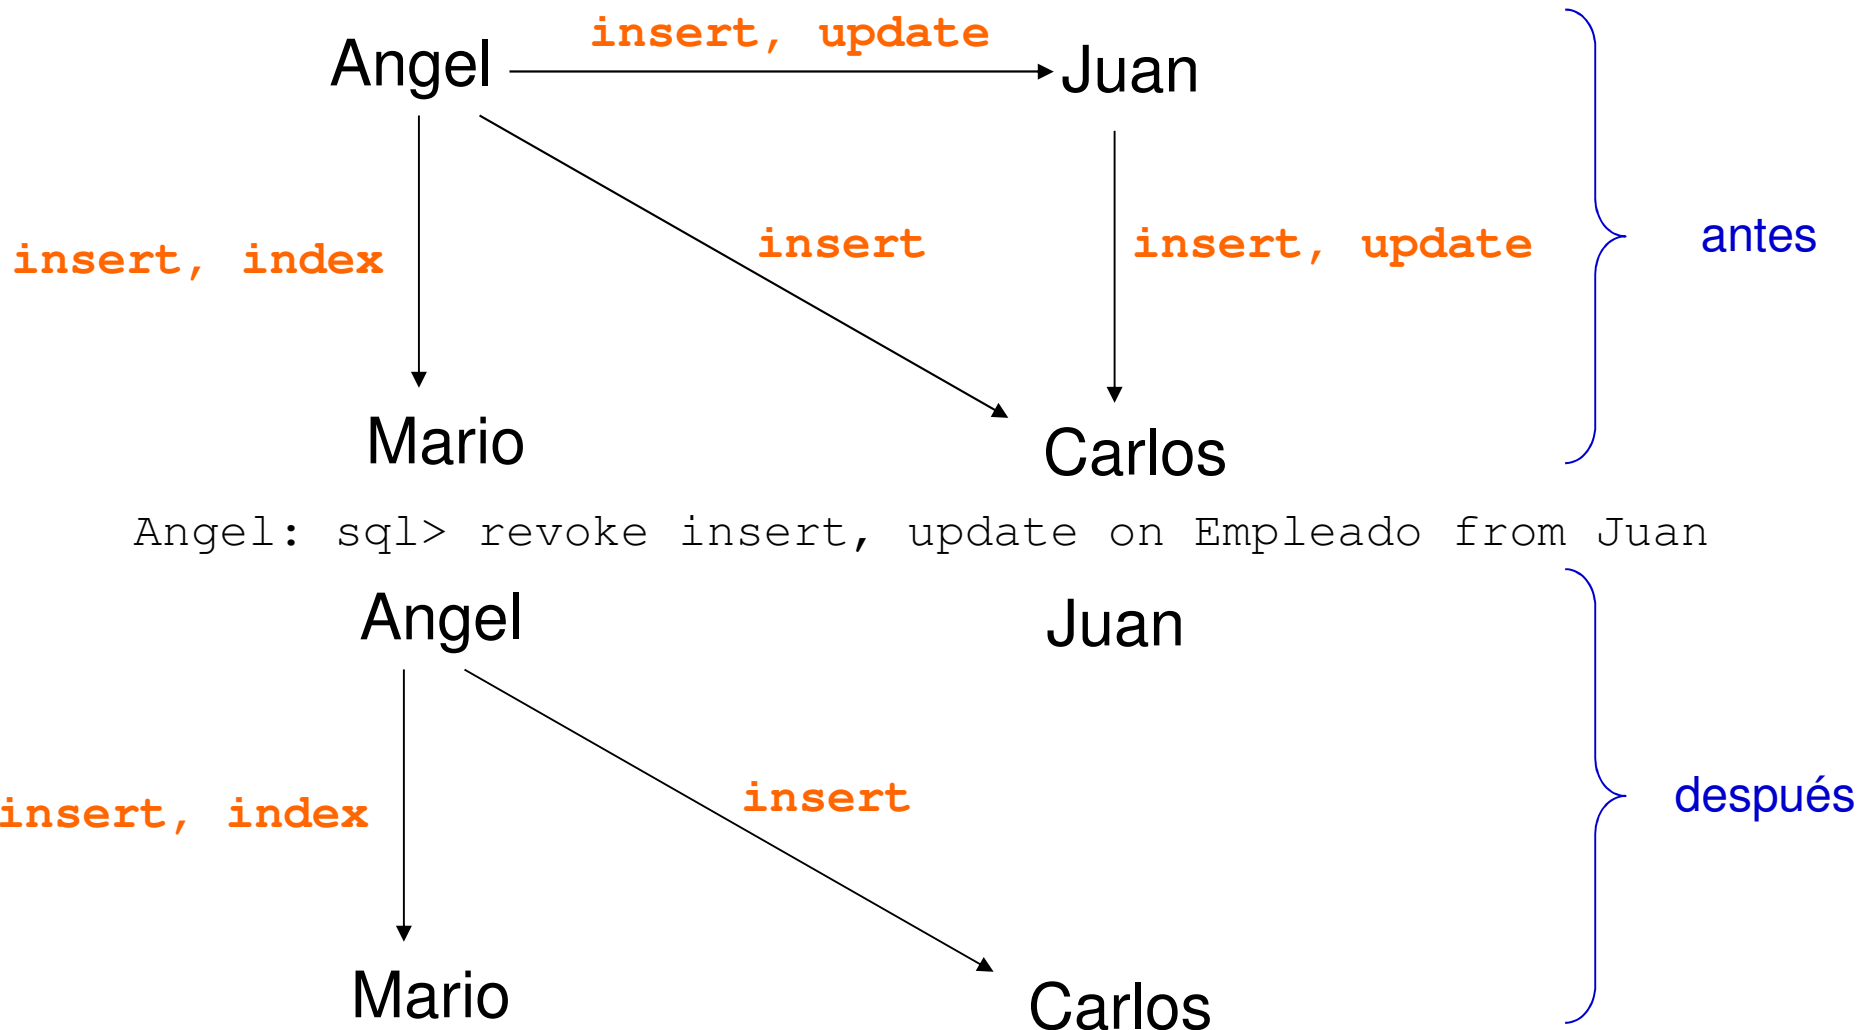 insert, update
Angel
Juan
insert, index
insert
insert, update
antes
Mario
Carlos
Angel: sql> revoke insert, update on Empleado from Juan
Angel
Juan
insert, index
insert
después
Mario
Carlos